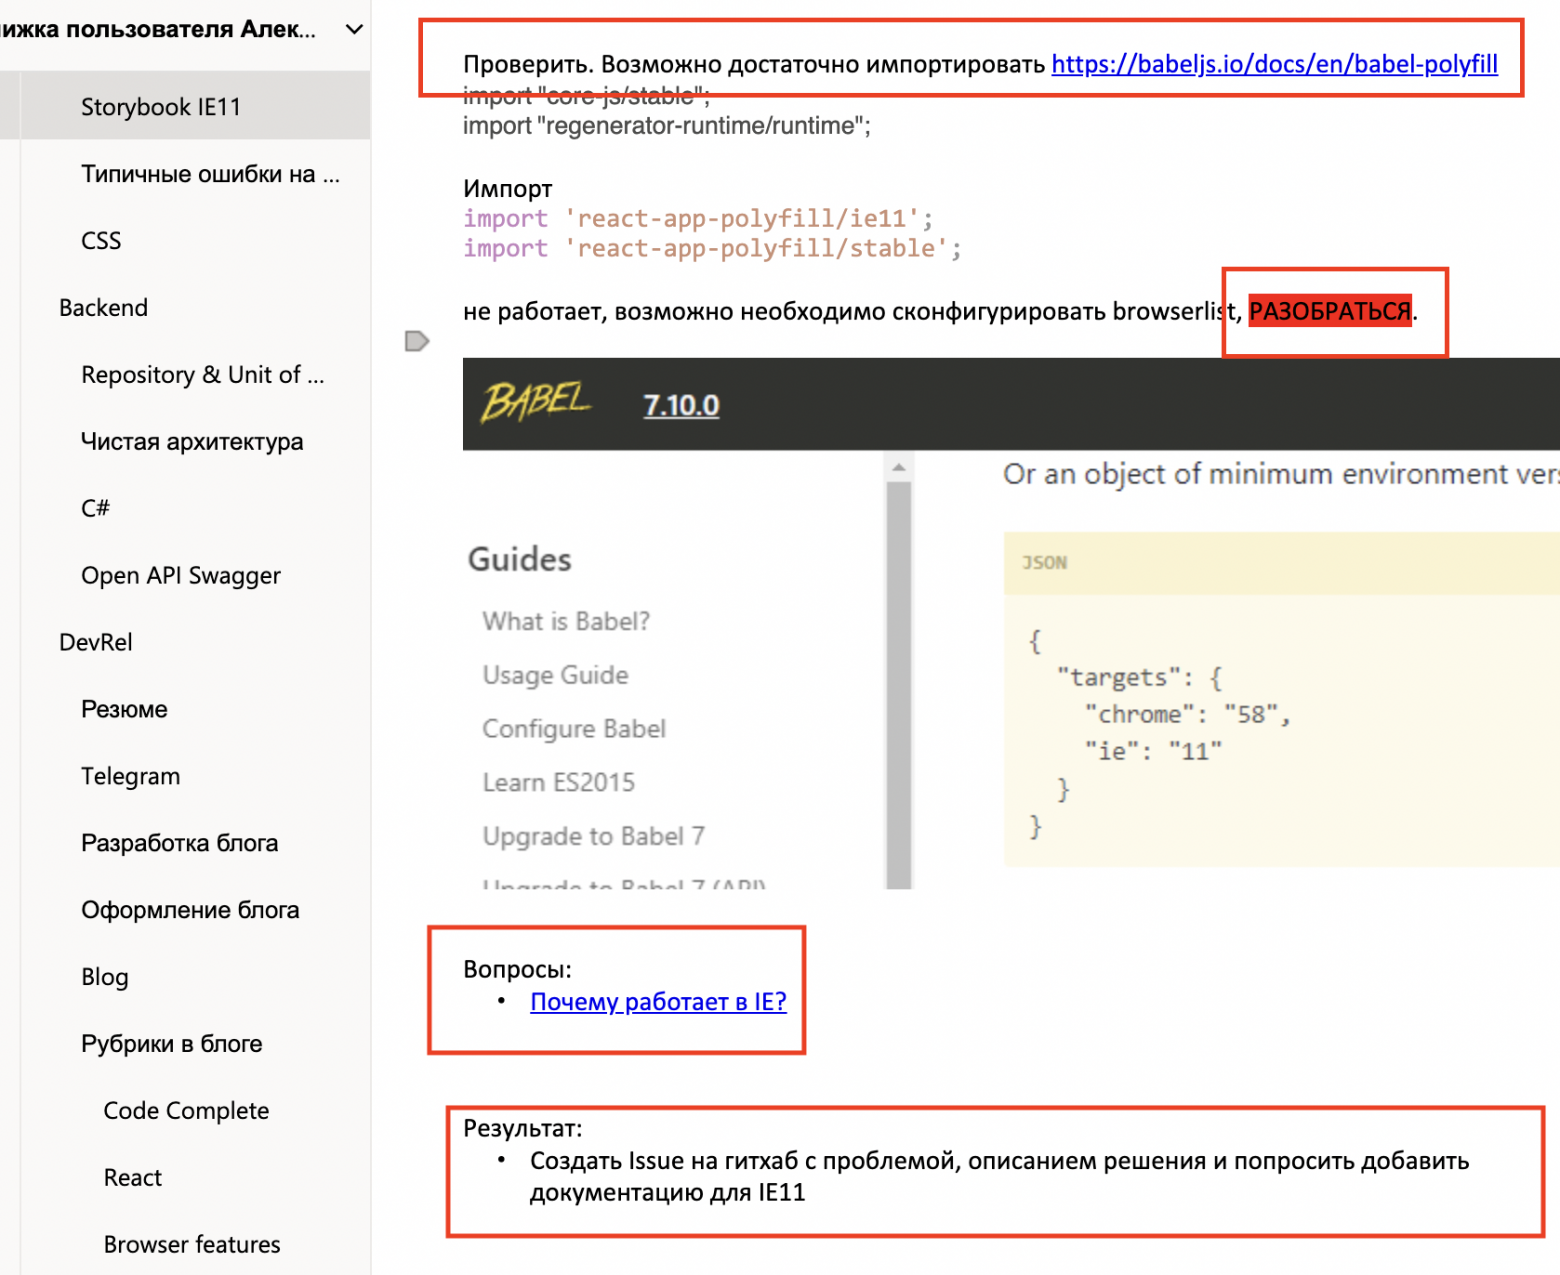 ижка пользователя Алек...
Storybook IE11
Типичные ошибки на ...
CSS
Backend
Repository & Unit of ...
Чистая архитектура
C#
Open API Swagger
DevRel
Резюме
Telegram
Разработка блога
Оформление блога
Blog
Рубрики в блоге
Code Complete
React
Browser features
Проверить. Возможно достаточно импортировать https://babeljs.io/docs/en/babel-polyfill
import "core-js/stable";
import "regenerator-runtime/runtime";
Импорт
import 'react-app-polyfill/ie11';
import 'react-app-polyfill/stable';
не работает, возможно необходимо сконфигурировать browserlist, РАЗОБРАТЬСЯ.
BABEL 7.10.0
Guides
What is Babel?
Usage Guide
Configure Babel
Learn ES2015
Upgrade to Babel 7
Upgrade to Babel 7 (API)
Or an object of minimum environment vers
JSON
{
"targets": {
"chrome": "58",
"ie": "11"
}
}
Вопросы:
• Почему работает в IE?
Результат:
• Создать Issue на гитхаб с проблемой, описанием решения и попросить добавить
документацию для IE11